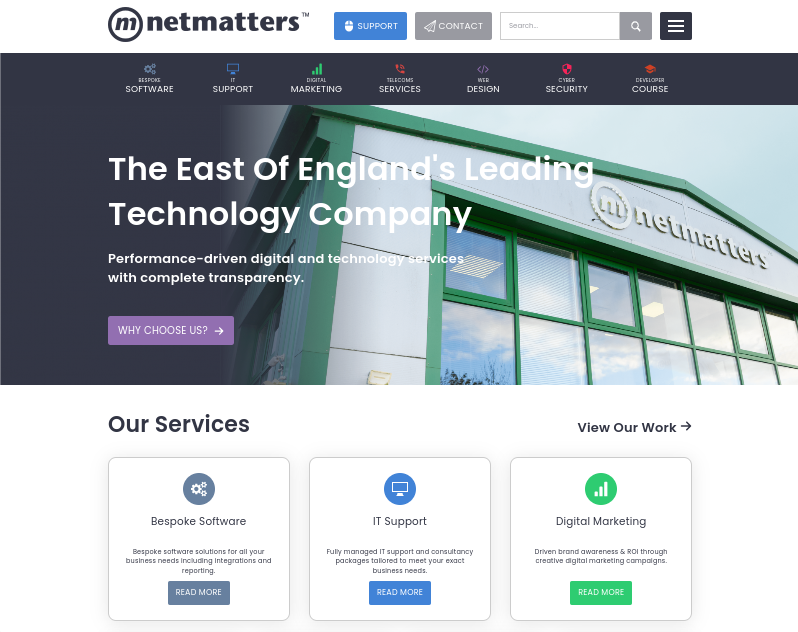 netmatters™
SUPPORT
CONTACT
Search...
BESPOKE
SOFTWARE
IT
SUPPORT
DIGITAL
MARKETING
TELECOMS
SERVICES
WEB
DESIGN
CYBER
SECURITY
DEVELOPER
COURSE
The East Of England's Leading
Technology Company
netmatters
Performance-driven digital and technology services
with complete transparency.
WHY CHOOSE US?
Our Services
View Our Work
Bespoke Software
Bespoke software solutions for all your
business needs including integrations and
reporting.
READ MORE
IT Support
Fully managed IT support and consultancy
packages tailored to meet your exact
business needs.
READ MORE
Digital Marketing
Driven brand awareness & ROI through
creative digital marketing campaigns.
READ MORE